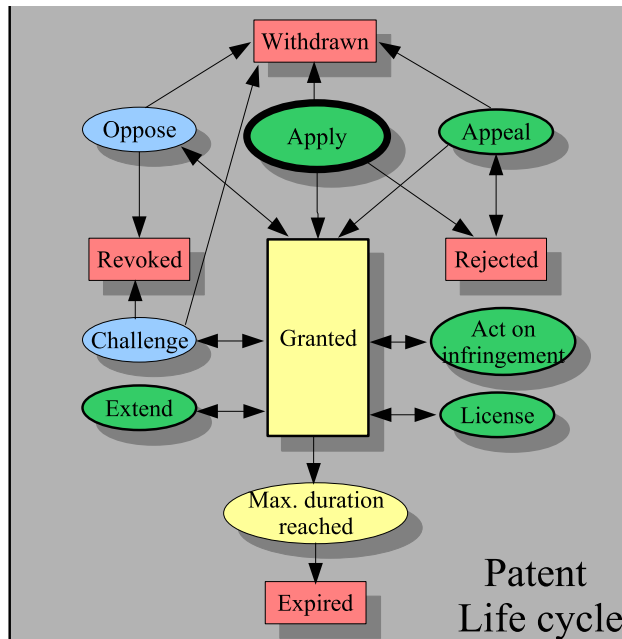 Withdrawn
Oppose
Apply
Appeal
Revoked
Rejected
Granted
Challenge
Act on
infringement
Extend
License
Max. duration
reached
Expired
Patent
Life cycle